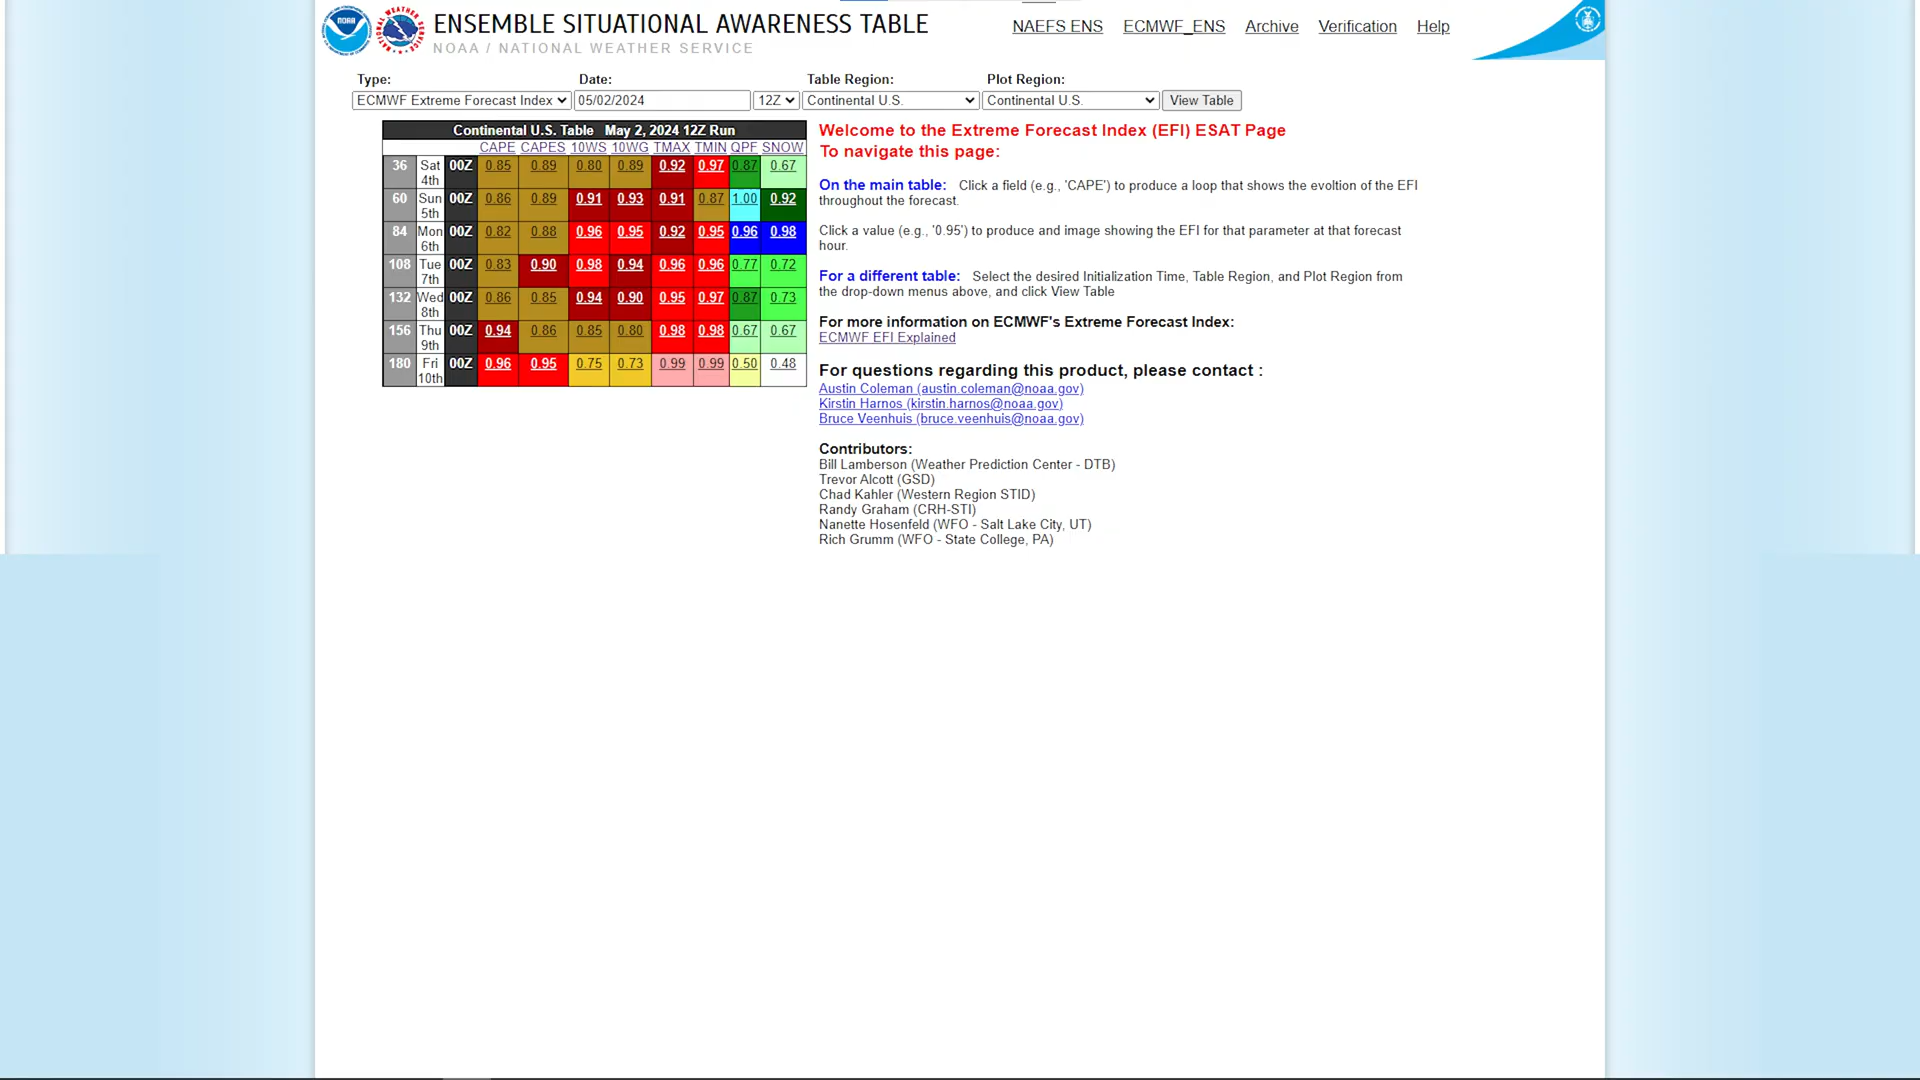 ENSEMBLE SITUATIONAL AWARENESS TABLE
NOAA / NATIONAL WEATHER SERVICE
NAEFS ENS ECMWF_ENS Archive Verification Help
Type: Date: Table Region: Plot Region:
ECMWF Extreme Forecast Index 05/02/2024 12Z Continental U.S. Continental U.S. View Table
Continental U.S. Table May 2, 2024 12Z Run
CAPE CAPES 10WS 10WG TMAX TMIN QPF SNOW
36 Sat 4th 00Z 0.85 0.89 0.80 0.89 0.92 0.97 0.87 0.67
60 Sun 5th 00Z 0.86 0.89 0.91 0.93 0.91 0.87 1.00 0.92
84 Mon 6th 00Z 0.82 0.88 0.96 0.95 0.92 0.95 0.96 0.98
108 Tue 7th 00Z 0.83 0.90 0.98 0.94 0.96 0.96 0.77 0.72
132 Wed 8th 00Z 0.86 0.85 0.94 0.90 0.95 0.97 0.87 0.73
156 Thu 9th 00Z 0.94 0.86 0.85 0.80 0.98 0.98 0.67 0.67
180 Fri 10th 00Z 0.96 0.95 0.75 0.73 0.99 0.99 0.50 0.48
Welcome to the Extreme Forecast Index (EFI) ESAT Page
To navigate this page:
On the main table: Click a field (e.g., 'CAPE') to produce a loop that shows the evoltion of the EFI
throughout the forecast.
Click a value (e.g., '0.95') to produce and image showing the EFI for that parameter at that forecast
hour.
For a different table: Select the desired Initialization Time, Table Region, and Plot Region from
the drop-down menus above, and click View Table
For more information on ECMWF's Extreme Forecast Index:
ECMWF EFI Explained
For questions regarding this product, please contact :
Austin Coleman (austin.coleman@noaa.gov)
Kirstin Harnos (kirstin.harnos@noaa.gov)
Bruce Veenhuis (bruce.veenhuis@noaa.gov)
Contributors:
Bill Lamberson (Weather Prediction Center - DTB)
Trevor Alcott (GSD)
Chad Kahler (Western Region STID)
Randy Graham (CRH-STI)
Nanette Hosenfeld (WFO - Salt Lake City, UT)
Rich Grumm (WFO - State College, PA)